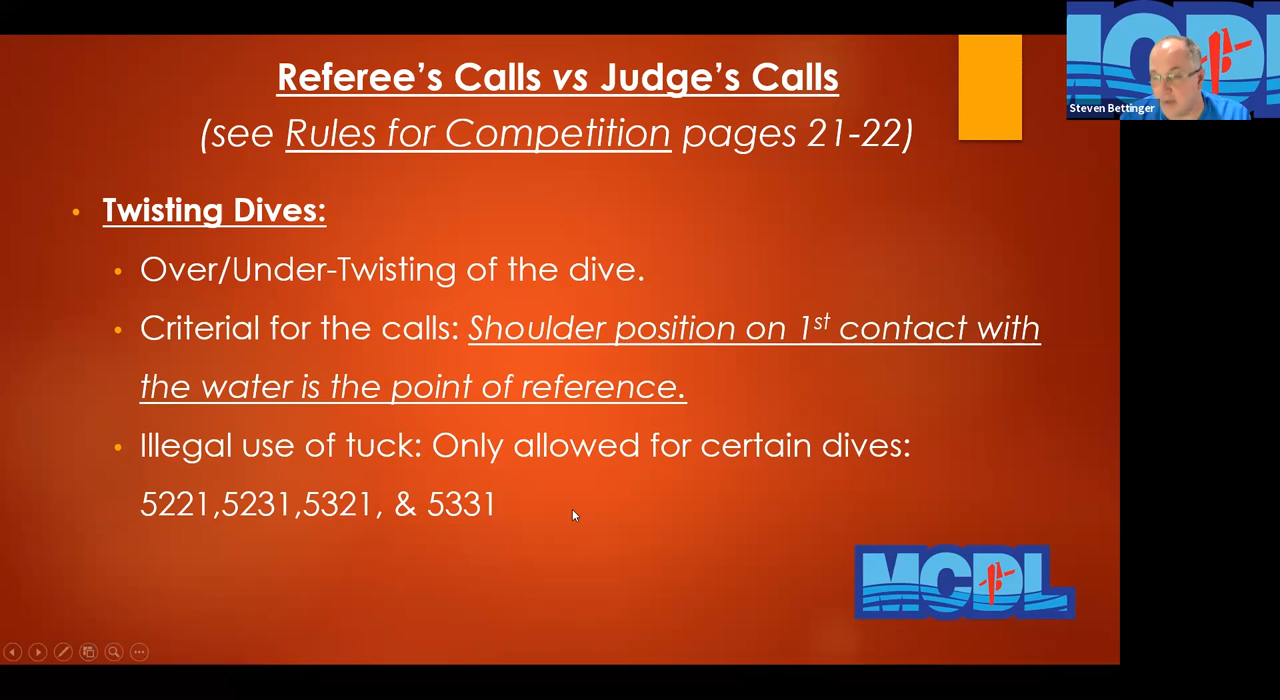 Referee's Calls vs Judge's Calls
(see Rules for Competition pages 21-22)
Steven Bettinger
• Twisting Dives:
• Over/Under-Twisting of the dive.
• Criterial for the calls: Shoulder position on 1st contact with
the water is the point of reference.
• Illegal use of tuck: Only allowed for certain dives:
5221,5231,5321, & 5331
MCDL